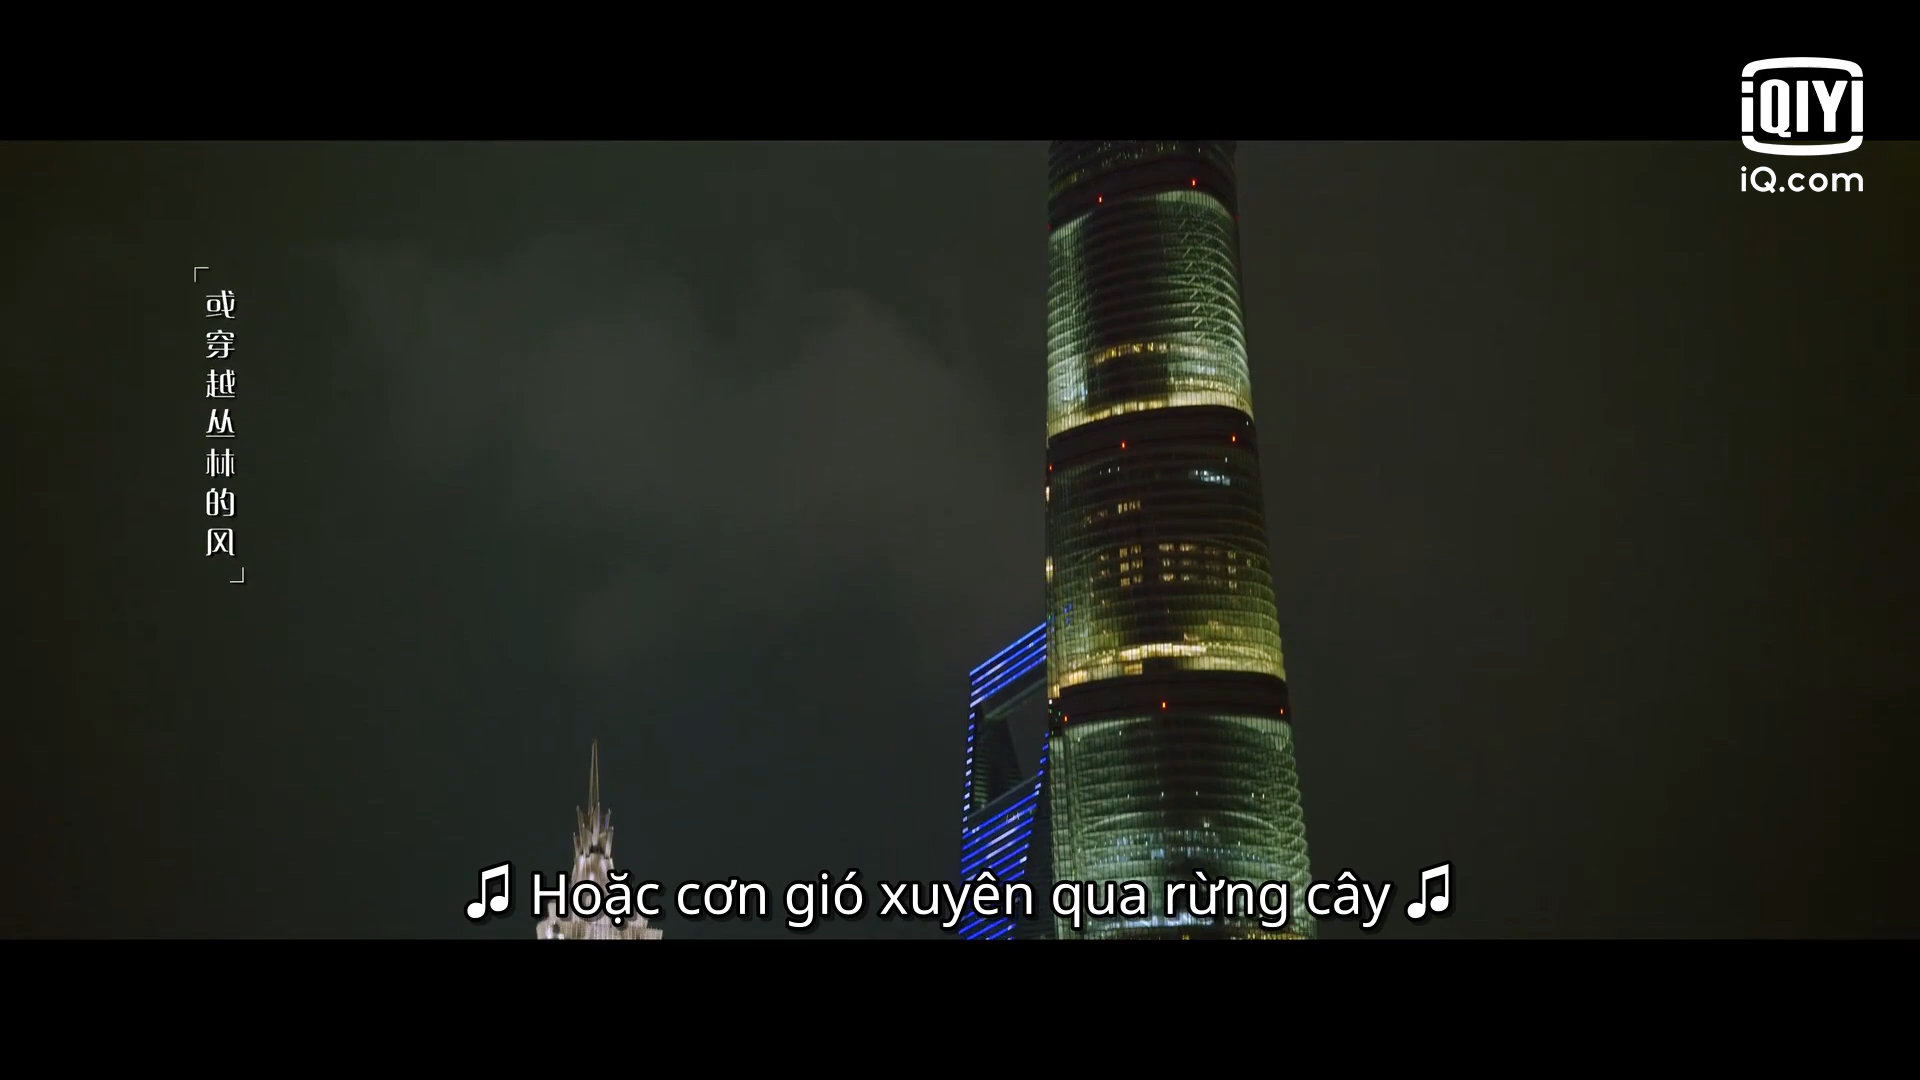 iQIYI
iQ.com
「或穿越丛林的风」
♫ Hoặc cơn gió xuyên qua rừng cây ♫